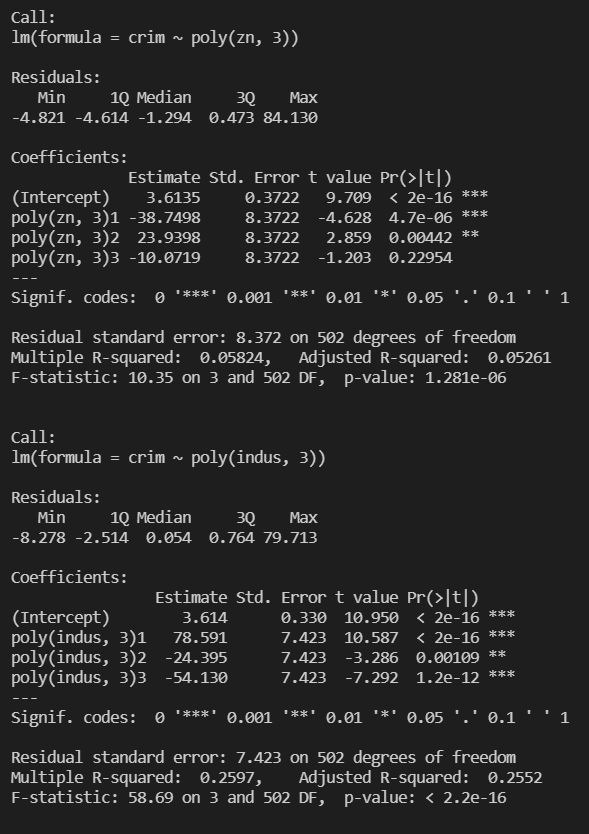 Call:
lm(formula = crim ~ poly(zn, 3))

Residuals:
   Min     1Q Median     3Q    Max
-4.821 -4.614 -1.294  0.473 84.130

Coefficients:
             Estimate Std. Error t value Pr(>|t|)
(Intercept)    3.6135     0.3722   9.709  < 2e-16 ***
poly(zn, 3)1 -38.7498     8.3722  -4.628  4.7e-06 ***
poly(zn, 3)2  23.9398     8.3722   2.859  0.00442 **
poly(zn, 3)3 -10.0719     8.3722  -1.203  0.22954
---
Signif. codes:  0 '***' 0.001 '**' 0.01 '*' 0.05 '.' 0.1 ' ' 1

Residual standard error: 8.372 on 502 degrees of freedom
Multiple R-squared:  0.05824,	Adjusted R-squared:  0.05261
F-statistic: 10.35 on 3 and 502 DF,  p-value: 1.281e-06


Call:
lm(formula = crim ~ poly(indus, 3))

Residuals:
   Min     1Q Median     3Q    Max
-8.278 -2.514  0.054  0.764 79.713

Coefficients:
                Estimate Std. Error t value Pr(>|t|)
(Intercept)        3.614      0.330  10.950  < 2e-16 ***
poly(indus, 3)1   78.591      7.423  10.587  < 2e-16 ***
poly(indus, 3)2  -24.395      7.423  -3.286  0.00109 **
poly(indus, 3)3  -54.130      7.423  -7.292  1.2e-12 ***
---
Signif. codes:  0 '***' 0.001 '**' 0.01 '*' 0.05 '.' 0.1 ' ' 1

Residual standard error: 7.423 on 502 degrees of freedom
Multiple R-squared:  0.2597,	Adjusted R-squared:  0.2552
F-statistic: 58.69 on 3 and 502 DF,  p-value: < 2.2e-16